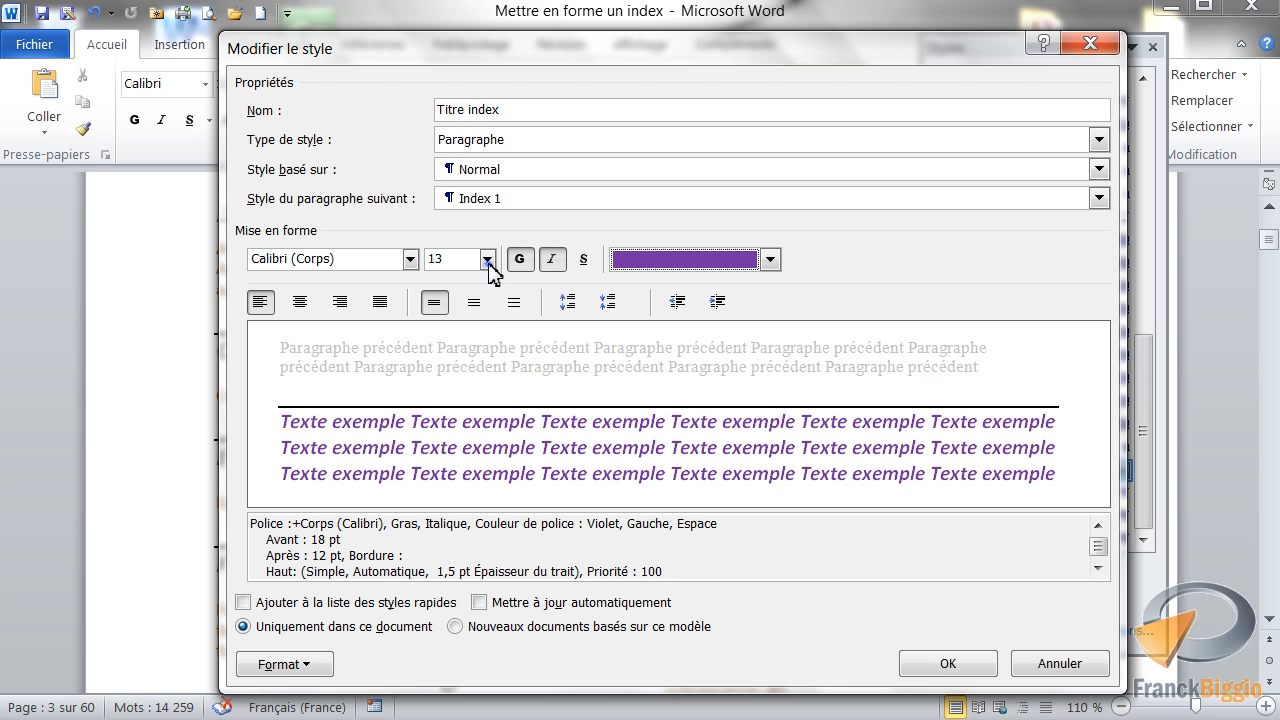 Mettre en forme un index - Microsoft Word
Fichier
Accueil
Insertion
Calibri
G I S
Coller
Presse-papiers
Rechercher
Remplacer
Sélectionner
Modification
Modifier le style
Propriétés
Nom :
Titre index
Type de style :
Paragraphe
Style basé sur :
¶ Normal
Style du paragraphe suivant :
¶ Index 1
Mise en forme
Calibri (Corps)
13
G I S
Paragraphe précédent Paragraphe précédent Paragraphe précédent Paragraphe précédent Paragraphe
précédent Paragraphe précédent Paragraphe précédent Paragraphe précédent Paragraphe précédent
Texte exemple Texte exemple Texte exemple Texte exemple Texte exemple Texte exemple
Texte exemple Texte exemple Texte exemple Texte exemple Texte exemple Texte exemple
Texte exemple Texte exemple Texte exemple Texte exemple Texte exemple Texte exemple
Police :+Corps (Calibri), Gras, Italique, Couleur de police : Violet, Gauche, Espace
Avant : 18 pt
Après : 12 pt, Bordure :
Haut: (Simple, Automatique, 1,5 pt Épaisseur du trait), Priorité : 100
Ajouter à la liste des styles rapides
Mettre à jour automatiquement
Uniquement dans ce document
Nouveaux documents basés sur ce modèle
Format
OK
Annuler
FranckBiggio
Page : 3 sur 60
Mots : 14 259
Français (France)
110 %